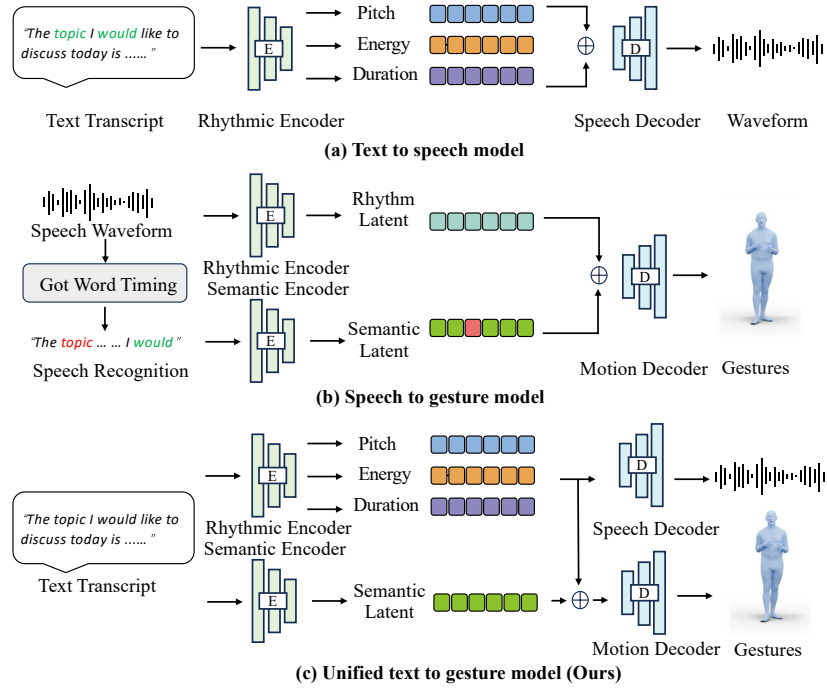 "The topic I would like to
discuss today is ...... "
Text Transcript
E
Rhythmic Encoder
Pitch
Energy
Duration
D
Speech Decoder
Waveform
(a) Text to speech model
Speech Waveform
Got Word Timing
"The topic ... ... I would "
Speech Recognition
E
Rhythmic Encoder
Semantic Encoder
E
Rhythm
Latent
Semantic
Latent
D
Motion Decoder
Gestures
(b) Speech to gesture model
"The topic I would like to
discuss today is ...... "
Text Transcript
E
Rhythmic Encoder
Semantic Encoder
E
Pitch
Energy
Duration
Semantic
Latent
D
Speech Decoder
D
Motion Decoder
Gestures
(c) Unified text to gesture model (Ours)